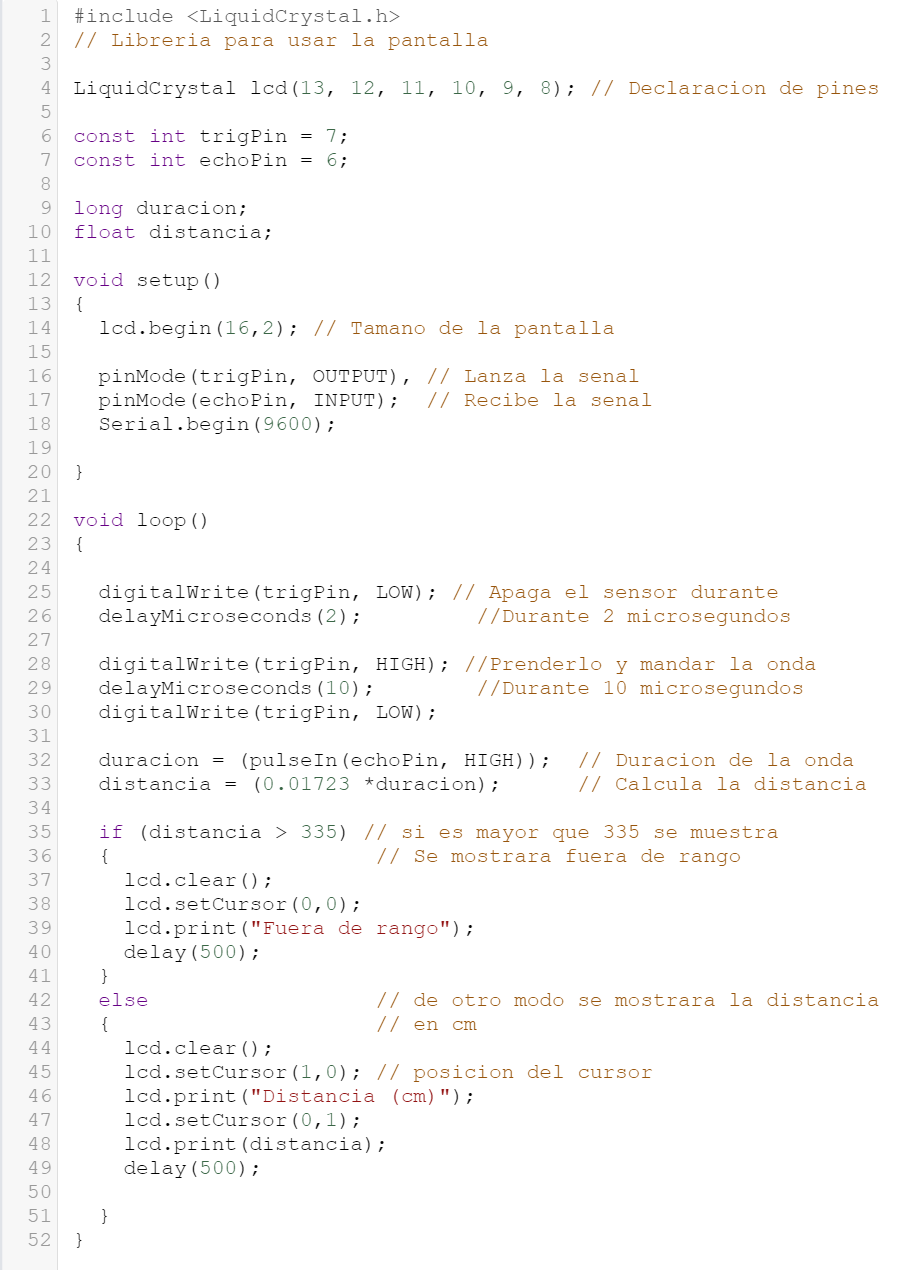 1 #include <LiquidCrystal.h>
2 // Libreria para usar la pantalla
3
4 LiquidCrystal lcd(13, 12, 11, 10, 9, 8); // Declaracion de pines
5
6 const int trigPin = 7;
7 const int echoPin = 6;
8
9 long duracion;
10 float distancia;
11
12 void setup()
13 {
14   lcd.begin(16,2); // Tamano de la pantalla
15
16   pinMode(trigPin, OUTPUT), // Lanza la senal
17   pinMode(echoPin, INPUT);  // Recibe la senal
18   Serial.begin(9600);
19
20 }
21
22 void loop()
23 {
24
25   digitalWrite(trigPin, LOW); // Apaga el sensor durante
26   delayMicroseconds(2);         //Durante 2 microsegundos
27
28   digitalWrite(trigPin, HIGH); //Prenderlo y mandar la onda
29   delayMicroseconds(10);        //Durante 10 microsegundos
30   digitalWrite(trigPin, LOW);
31
32   duracion = (pulseIn(echoPin, HIGH));  // Duracion de la onda
33   distancia = (0.01723 *duracion);      // Calcula la distancia
34
35   if (distancia > 335) // si es mayor que 335 se muestra
36   {                     // Se mostrara fuera de rango
37     lcd.clear();
38     lcd.setCursor(0,0);
39     lcd.print("Fuera de rango");
40     delay(500);
41   }
42   else                  // de otro modo se mostrara la distancia
43   {                     // en cm
44     lcd.clear();
45     lcd.setCursor(1,0); // posicion del cursor
46     lcd.print("Distancia (cm)");
47     lcd.setCursor(0,1);
48     lcd.print(distancia);
49     delay(500);
50
51   }
52 }